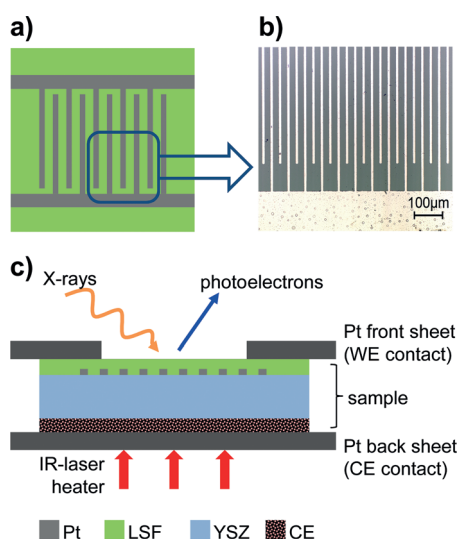 a)
b)
100µm
c)
X-rays
photoelectrons
Pt front sheet
(WE contact)
sample
Pt back sheet
(CE contact)
IR-laser
heater
Pt
LSF
YSZ
CE